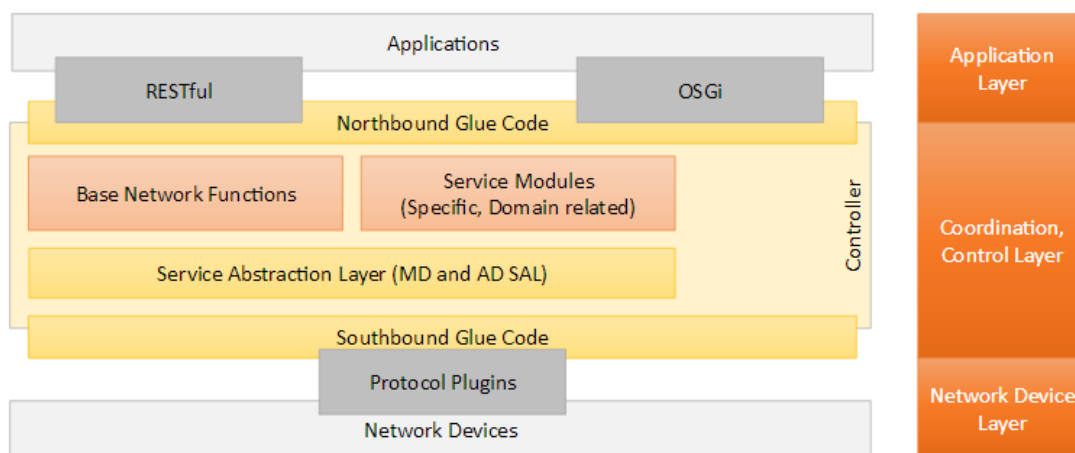 Applications
RESTful
OSGi
Northbound Glue Code
Base Network Functions
Service Modules
(Specific, Domain related)
Service Abstraction Layer (MD and AD SAL)
Controller
Southbound Glue Code
Protocol Plugins
Network Devices
Application
Layer
Coordination,
Control Layer
Network Device
Layer